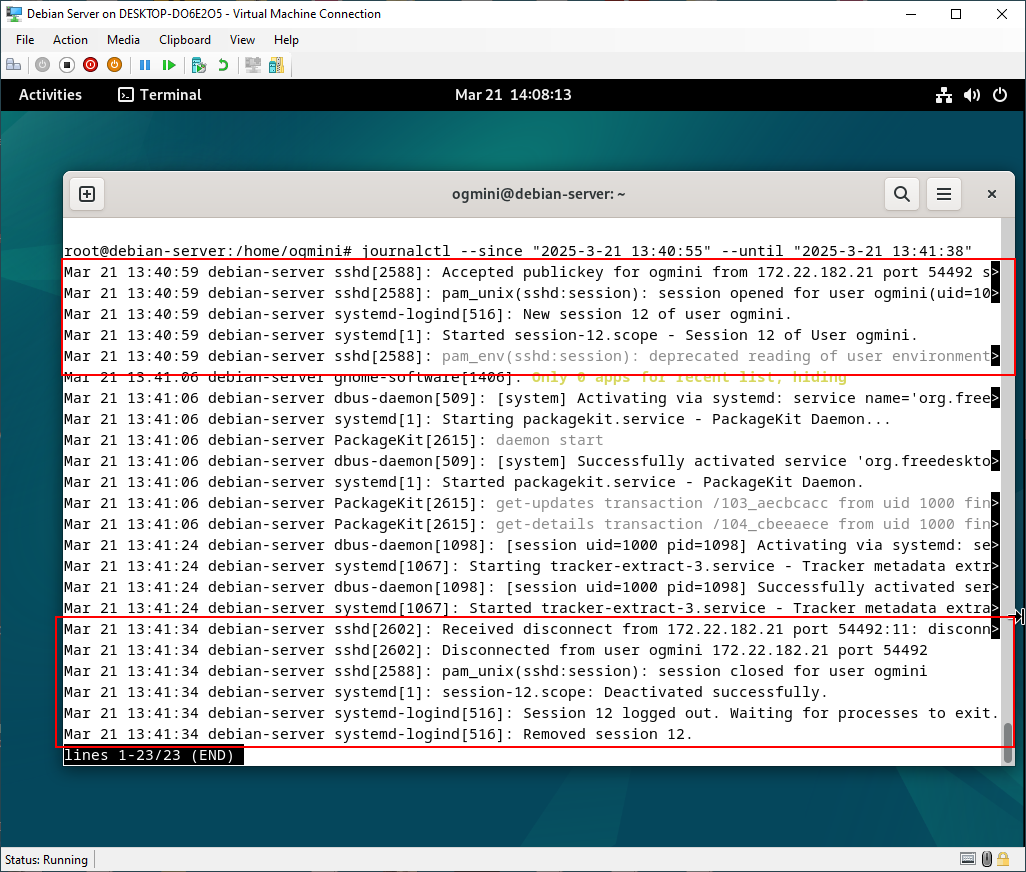 Debian Server on DESKTOP-DO6E2O5 - Virtual Machine Connection
File Action Media Clipboard View Help
Activities Terminal Mar 21 14:08:13
ogmini@debian-server: ~
root@debian-server:/home/ogmini# journalctl --since "2025-3-21 13:40:55" --until "2025-3-21 13:41:38"
Mar 21 13:40:59 debian-server sshd[2588]: Accepted publickey for ogmini from 172.22.182.21 port 54492 s>
Mar 21 13:40:59 debian-server sshd[2588]: pam_unix(sshd:session): session opened for user ogmini(uid=10>
Mar 21 13:40:59 debian-server systemd-logind[516]: New session 12 of user ogmini.
Mar 21 13:40:59 debian-server systemd[1]: Started session-12.scope - Session 12 of User ogmini.
Mar 21 13:40:59 debian-server sshd[2588]: pam_env(sshd:session): deprecated reading of user environment>
Mar 21 13:41:06 debian-server gnome-software[1406]: Only 0 apps for recent list, hiding
Mar 21 13:41:06 debian-server dbus-daemon[509]: [system] Activating via systemd: service name='org.free>
Mar 21 13:41:06 debian-server systemd[1]: Starting packagekit.service - PackageKit Daemon...
Mar 21 13:41:06 debian-server PackageKit[2615]: daemon start
Mar 21 13:41:06 debian-server dbus-daemon[509]: [system] Successfully activated service 'org.freedeskto>
Mar 21 13:41:06 debian-server systemd[1]: Started packagekit.service - PackageKit Daemon.
Mar 21 13:41:06 debian-server PackageKit[2615]: get-updates transaction /103_aecbcacc from uid 1000 fin>
Mar 21 13:41:06 debian-server PackageKit[2615]: get-details transaction /104_cbeeaece from uid 1000 fin>
Mar 21 13:41:24 debian-server dbus-daemon[1098]: [session uid=1000 pid=1098] Activating via systemd: se>
Mar 21 13:41:24 debian-server systemd[1067]: Starting tracker-extract-3.service - Tracker metadata extr>
Mar 21 13:41:24 debian-server dbus-daemon[1098]: [session uid=1000 pid=1098] Successfully activated ser>
Mar 21 13:41:24 debian-server systemd[1067]: Started tracker-extract-3.service - Tracker metadata extra>
Mar 21 13:41:34 debian-server sshd[2602]: Received disconnect from 172.22.182.21 port 54492:11: disconn>
Mar 21 13:41:34 debian-server sshd[2602]: Disconnected from user ogmini 172.22.182.21 port 54492
Mar 21 13:41:34 debian-server sshd[2588]: pam_unix(sshd:session): session closed for user ogmini
Mar 21 13:41:34 debian-server systemd[1]: session-12.scope: Deactivated successfully.
Mar 21 13:41:34 debian-server systemd-logind[516]: Session 12 logged out. Waiting for processes to exit.
Mar 21 13:41:34 debian-server systemd-logind[516]: Removed session 12.
lines 1-23/23 (END)
Status: Running